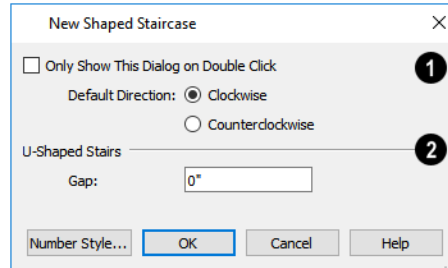 New Shaped Staircase
Only Show This Dialog on Double Click
1
Default Direction: Clockwise
Counterclockwise
U-Shaped Stairs
2
Gap: 0"
Number Style... OK Cancel Help